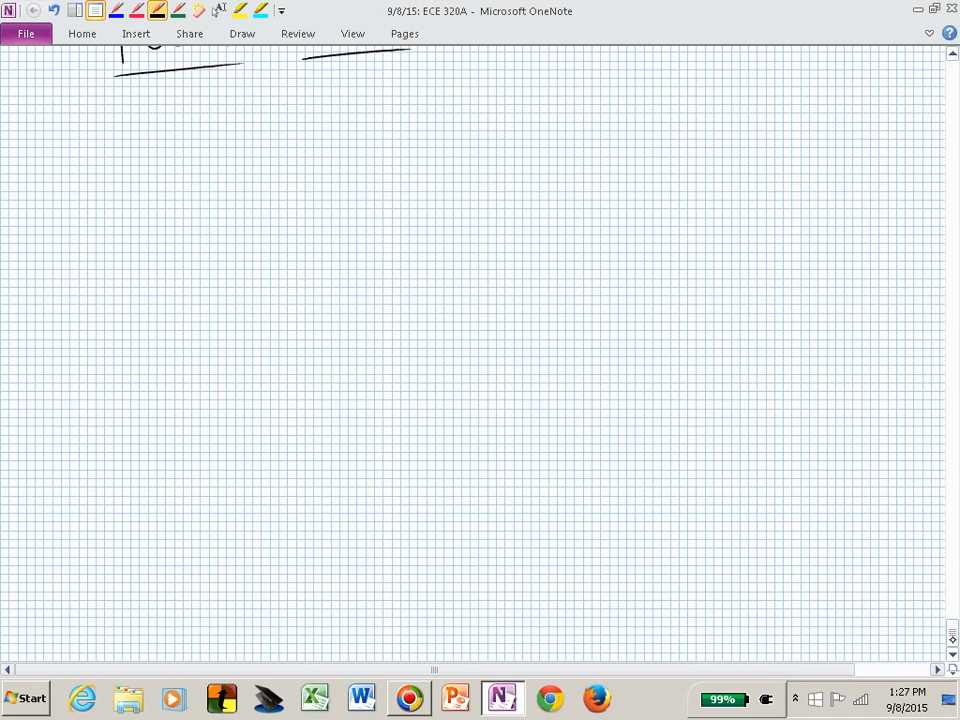 9/8/15: ECE 320A - Microsoft OneNote
File Home Insert Share Draw Review View Pages
99%
1:27 PM
Start
9/8/2015